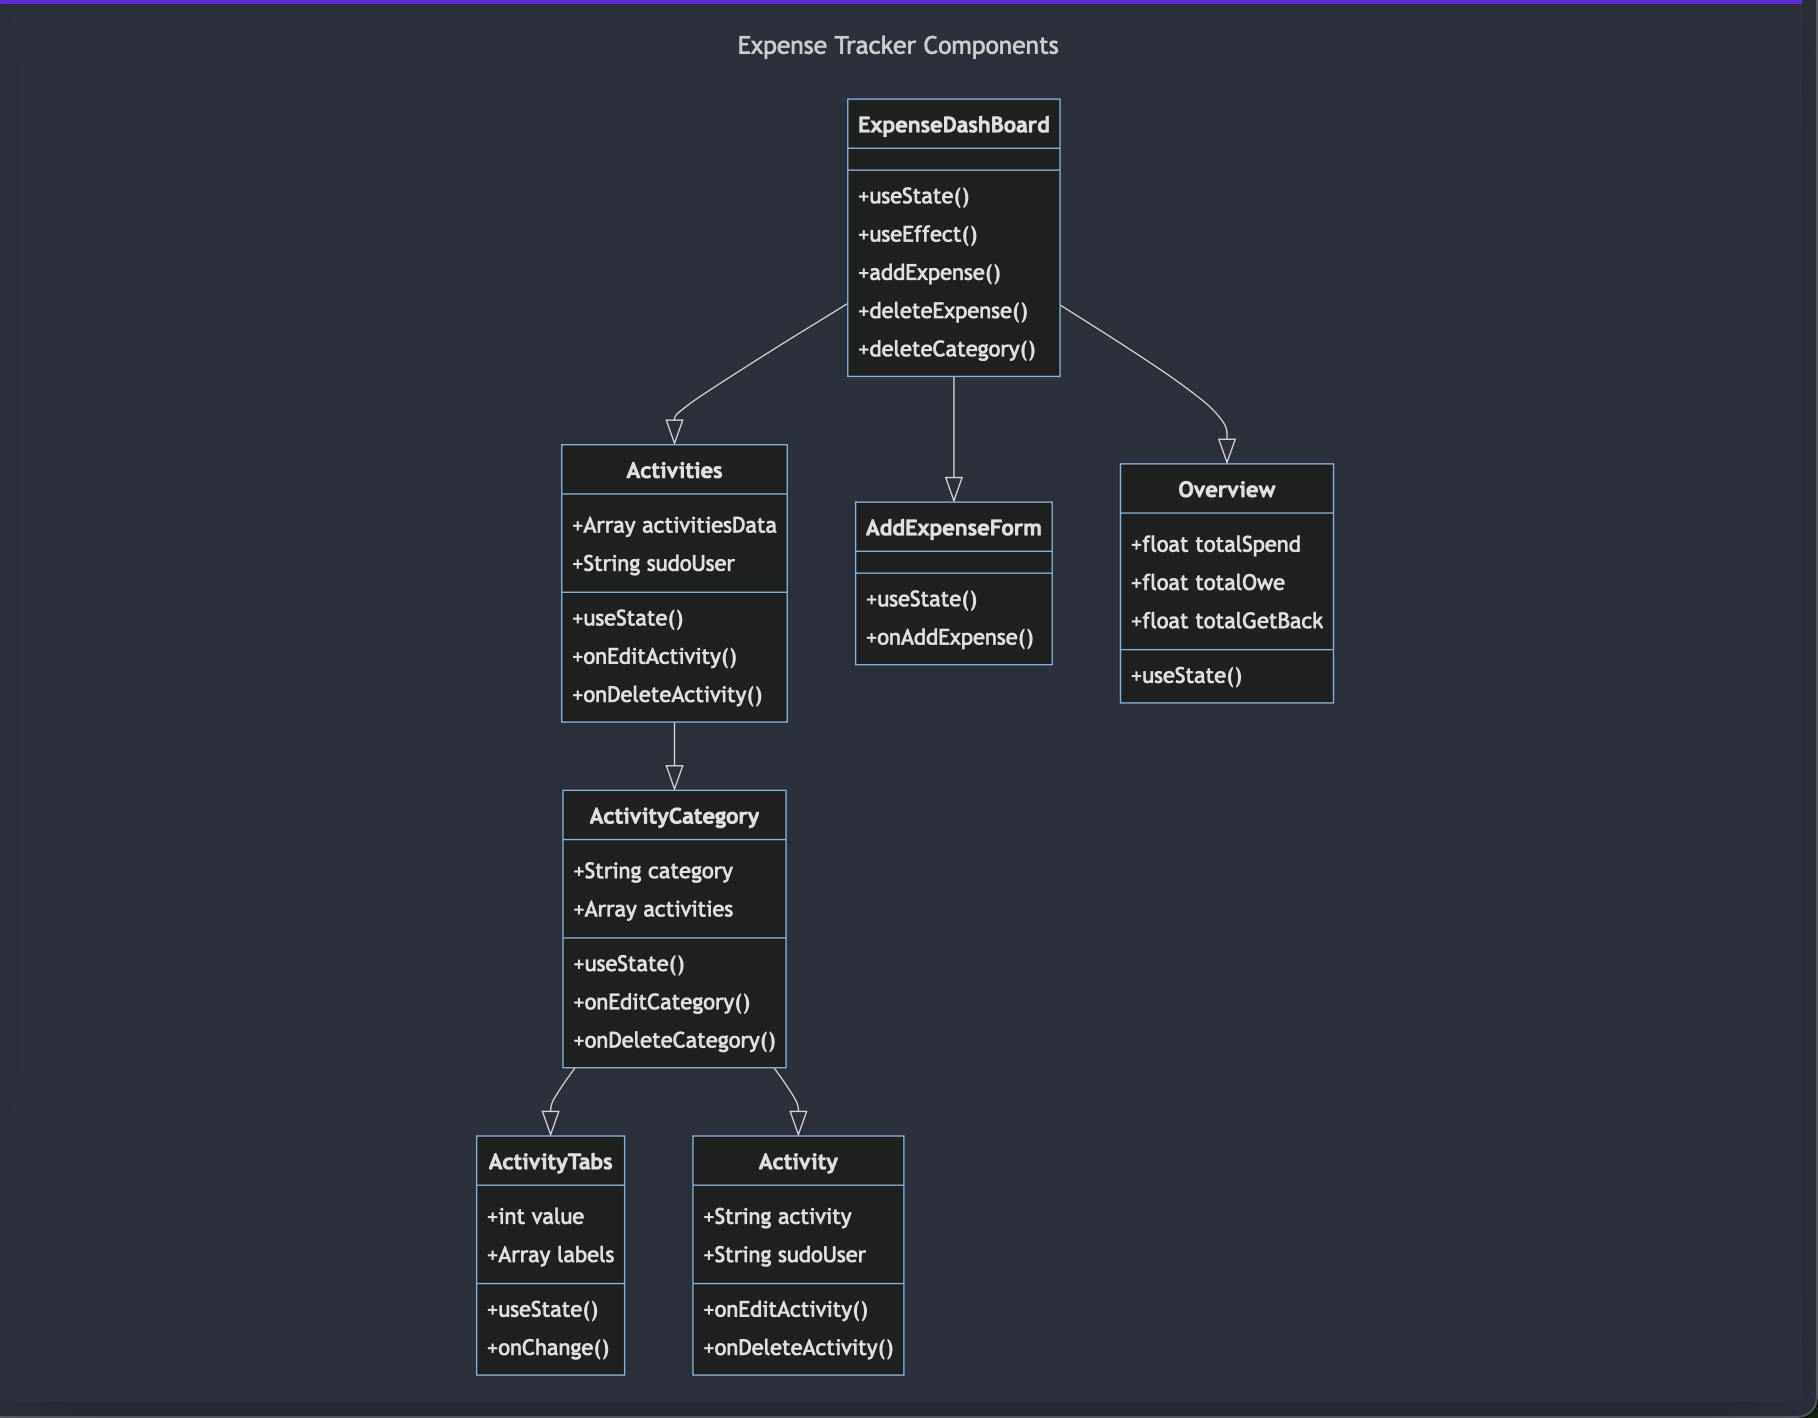 Expense Tracker Components
ExpenseDashBoard
+useState()
+useEffect()
+addExpense()
+deleteExpense()
+deleteCategory()
Activities
+Array activitiesData
+String sudoUser
+useState()
+onEditActivity()
+onDeleteActivity()
AddExpenseForm
+useState()
+onAddExpense()
Overview
+float totalSpend
+float totalOwe
+float totalGetBack
+useState()
ActivityCategory
+String category
+Array activities
+useState()
+onEditCategory()
+onDeleteCategory()
ActivityTabs
+int value
+Array labels
+useState()
+onChange()
Activity
+String activity
+String sudoUser
+onEditActivity()
+onDeleteActivity()